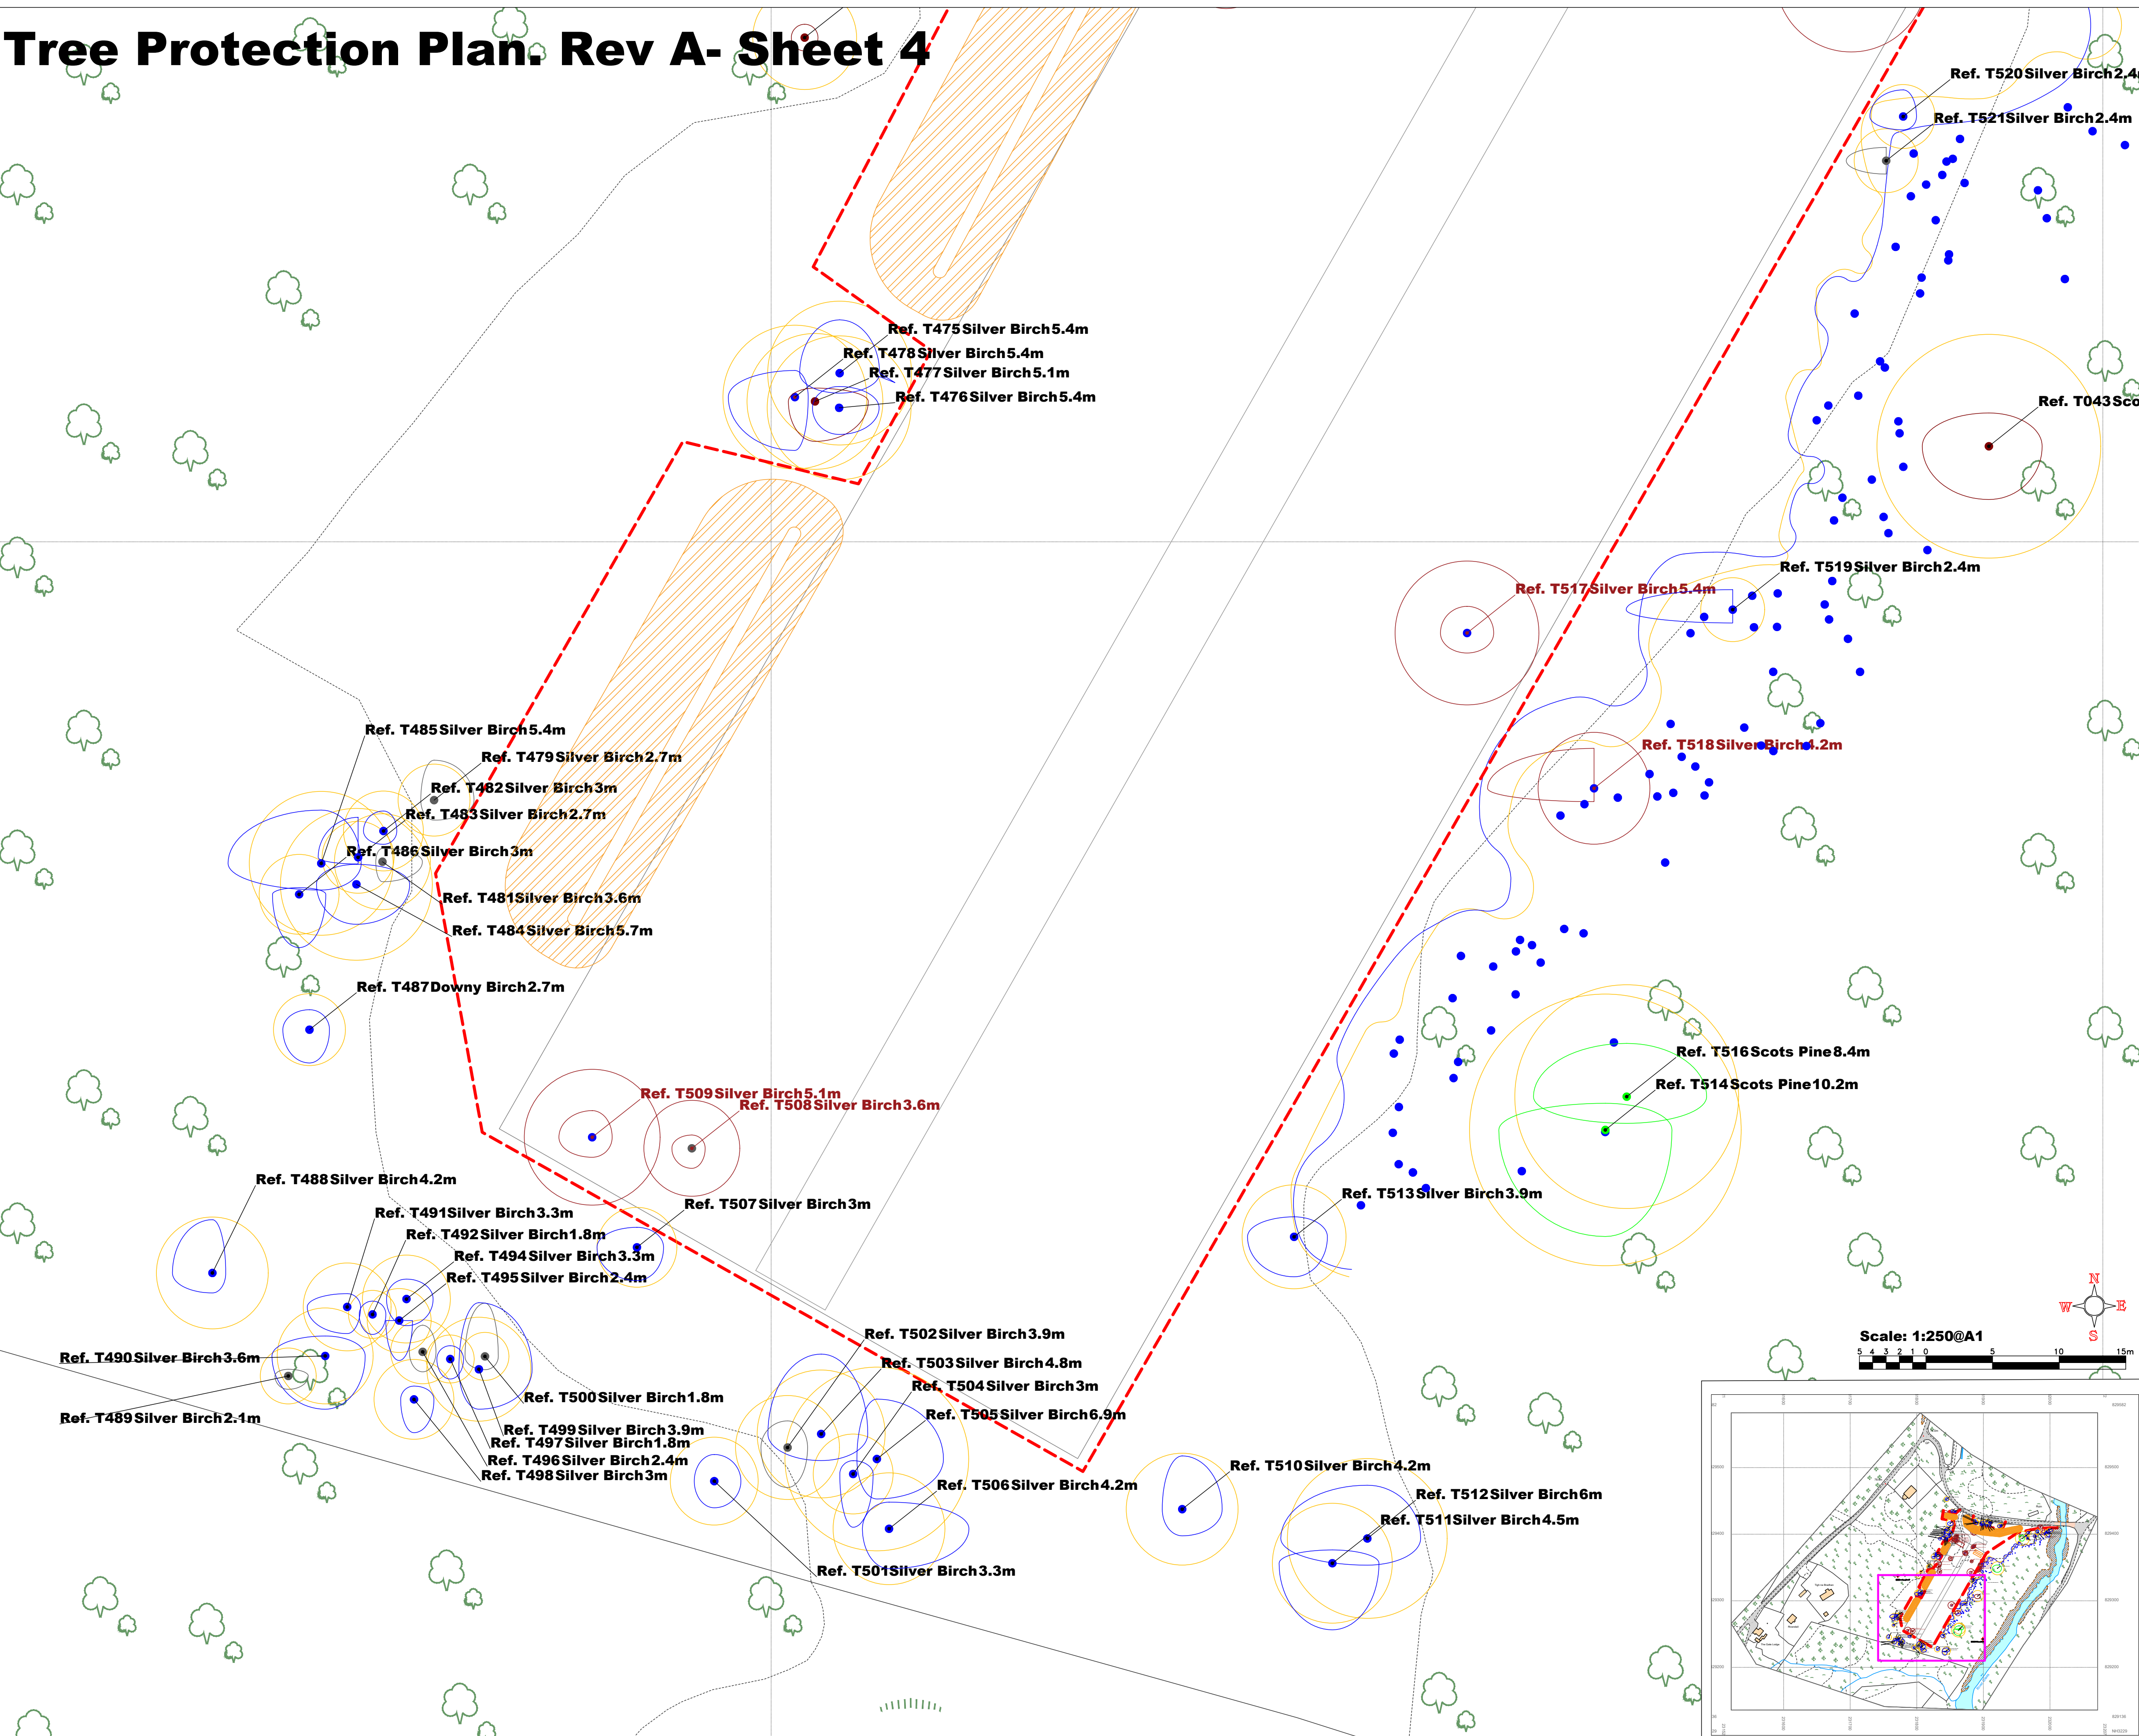 Tree Protection Plan. Rev A- Sheet 4
Ref. T520 Silver Birch 2.4
Ref. T521 Silver Birch 2.4m
Ref. T475 Silver Birch 5.4m
Ref. T478 Silver Birch 5.4m
Ref. T477 Silver Birch 5.1m
Ref. T476 Silver Birch 5.4m
Ref. T043 Sco
Ref. T519 Silver Birch 2.4m
Ref. T517 Silver Birch 5.4m
Ref. T485 Silver Birch 5.4m
Ref. T518 Silver Birch 4.2m
Ref. T479 Silver Birch 2.7m
Ref. T482 Silver Birch 3m
Ref. T483 Silver Birch 2.7m
Ref. T486 Silver Birch 3m
Ref. T481 Silver Birch 3.6m
Ref. T484 Silver Birch 5.7m
Ref. T487 Downy Birch 2.7m
Ref. T516 Scots Pine 8.4m
Ref. T514 Scots Pine 10.2m
Ref. T509 Silver Birch 5.1m
Ref. T508 Silver Birch 3.6m
Ref. T488 Silver Birch 4.2m
Ref. T513 Silver Birch 3.9m
Ref. T507 Silver Birch 3m
Ref. T491 Silver Birch 3.3m
Ref. T492 Silver Birch 1.8m
Ref. T494 Silver Birch 3.3m
Ref. T495 Silver Birch 2.4m
N
W E
S
Ref. T502 Silver Birch 3.9m
Scale: 1:250@A1
5 4 3 2 1 0 5 10 15m
Ref. T490 Silver Birch 3.6m
Ref. T503 Silver Birch 4.8m
Ref. T504 Silver Birch 3m
Ref. T500 Silver Birch 1.8m
Ref. T505 Silver Birch 6.9m
Ref. T489 Silver Birch 2.1m
Ref. T499 Silver Birch 3.9m
Ref. T497 Silver Birch 1.8m
Ref. T496 Silver Birch 2.4m
Ref. T498 Silver Birch 3m
Ref. T510 Silver Birch 4.2m
Ref. T506 Silver Birch 4.2m
Ref. T512 Silver Birch 6m
Ref. T511 Silver Birch 4.5m
Ref. T501 Silver Birch 3.3m